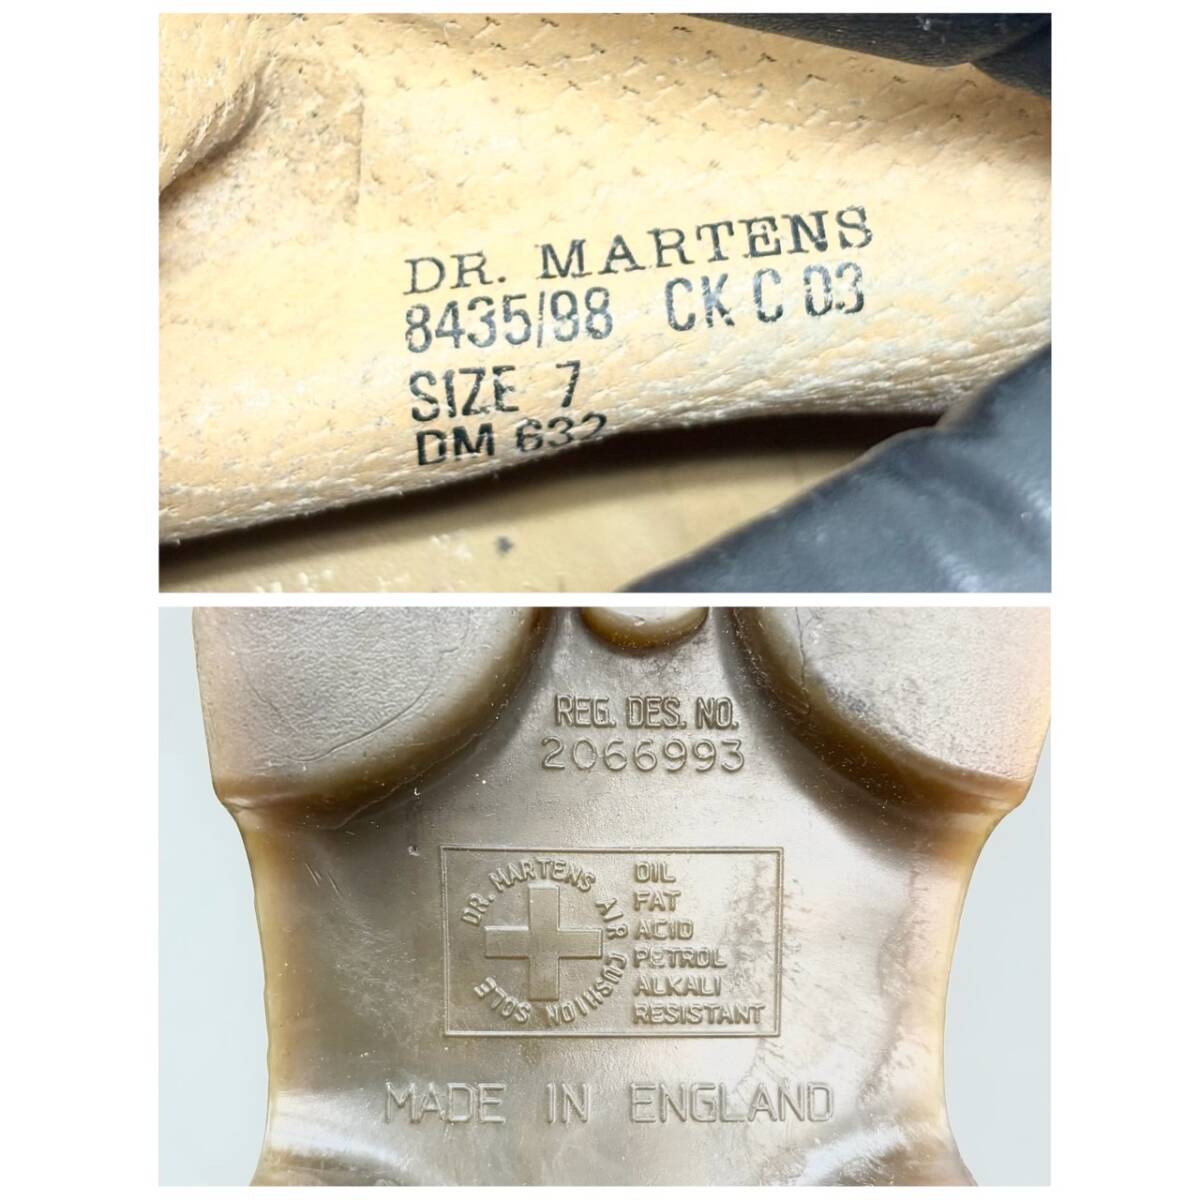 DR. MARTENS
8435/98 CK C 03
SIZE 7
DM 632
REG. DES. NO.
2066993
DR. MARTENS AIR CUSHION SOLE
OIL
FAT
ACID
PETROL
ALKALI
RESISTANT
MADE IN ENGLAND